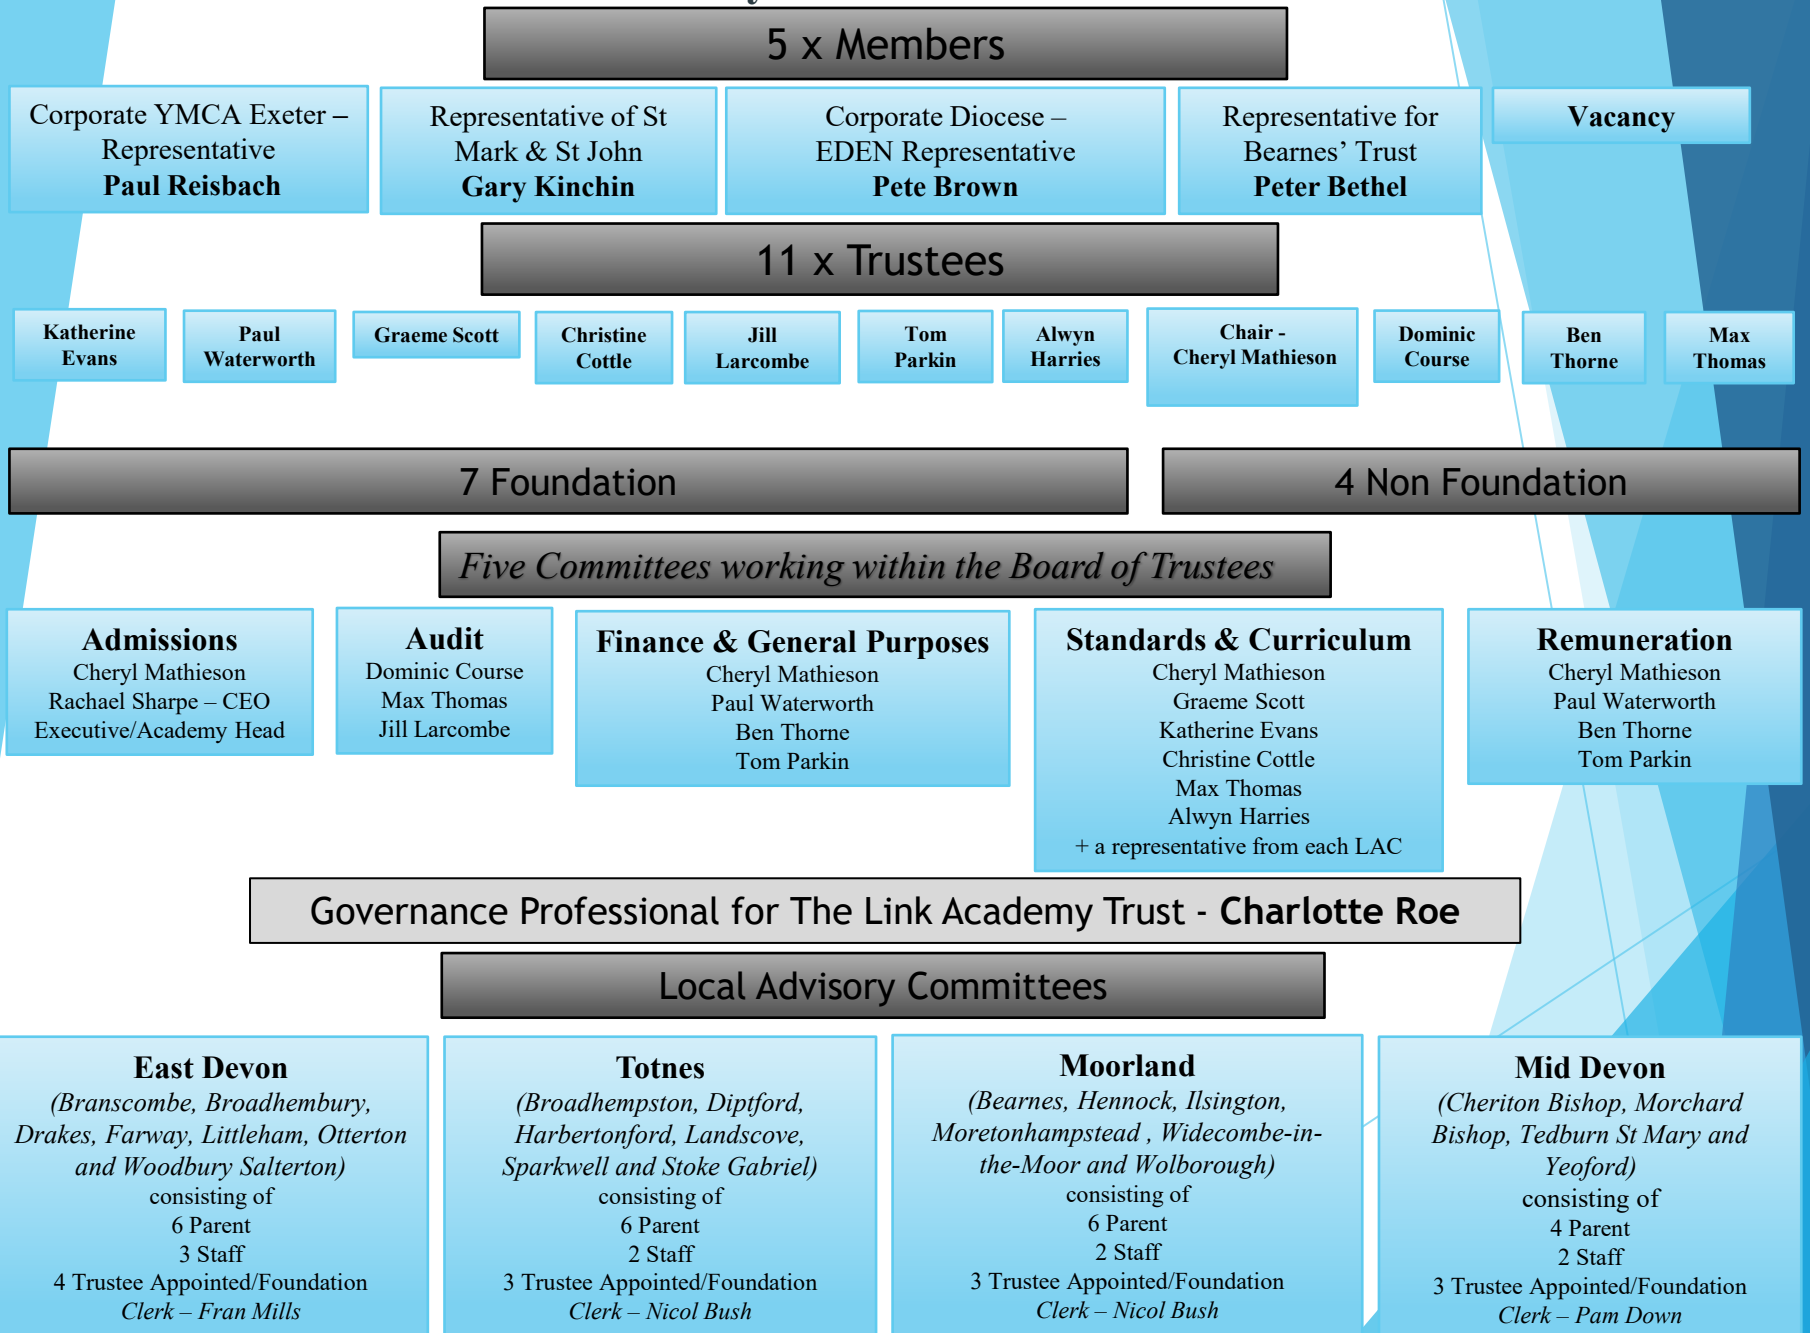 5 x Members
Corporate YMCA Exeter –
Representative
Paul Reisbach
Representative of St
Mark & St John
Gary Kinchin
Corporate Diocese –
EDEN Representative
Pete Brown
Representative for
Bearnes’ Trust
Peter Bethel
Vacancy
11 x Trustees
Katherine
Evans
Paul
Waterworth
Graeme Scott
Christine
Cottle
Jill
Larcombe
Tom
Parkin
Alwyn
Harries
Chair -
Cheryl Mathieson
Dominic
Course
Ben
Thorne
Max
Thomas
7 Foundation
4 Non Foundation
Five Committees working within the Board of Trustees
Admissions
Cheryl Mathieson
Rachael Sharpe – CEO
Executive/Academy Head
Audit
Dominic Course
Max Thomas
Jill Larcombe
Finance & General Purposes
Cheryl Mathieson
Paul Waterworth
Ben Thorne
Tom Parkin
Standards & Curriculum
Cheryl Mathieson
Graeme Scott
Katherine Evans
Christine Cottle
Max Thomas
Alwyn Harries
+ a representative from each LAC
Remuneration
Cheryl Mathieson
Paul Waterworth
Ben Thorne
Tom Parkin
Governance Professional for The Link Academy Trust - Charlotte Roe
Local Advisory Committees
East Devon
(Branscombe, Broadhembury,
Drakes, Farway, Littleham, Otterton
and Woodbury Salterton)
consisting of
6 Parent
3 Staff
4 Trustee Appointed/Foundation
Clerk – Fran Mills
Totnes
(Broadhempston, Diptford,
Harbertonford, Landscove,
Sparkwell and Stoke Gabriel)
consisting of
6 Parent
2 Staff
3 Trustee Appointed/Foundation
Clerk – Nicol Bush
Moorland
(Bearnes, Hennock, Ilsington,
Moretonhampstead , Widecombe-in-
the-Moor and Wolborough)
consisting of
6 Parent
2 Staff
3 Trustee Appointed/Foundation
Clerk – Nicol Bush
Mid Devon
(Cheriton Bishop, Morchard
Bishop, Tedburn St Mary and
Yeoford)
consisting of
4 Parent
2 Staff
3 Trustee Appointed/Foundation
Clerk – Pam Down